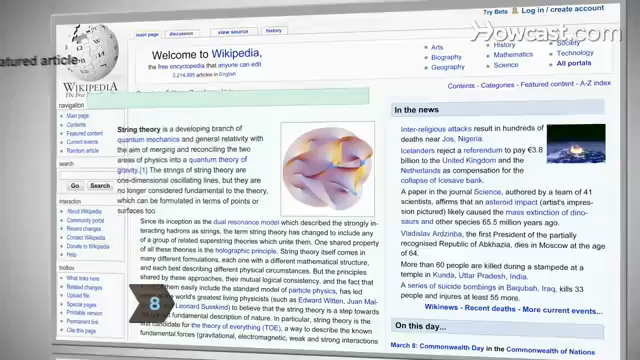 Try Beta
Log in / create account
Howcast.com
main page
discussion
view source
history
atured article
WIKIPEDIA
The Free Encyclopedia
Welcome to Wikipedia,
the free encyclopedia that anyone can edit.
3,214,885 articles in English
Arts
Biography
Geography
History
Mathematics
Science
Society
Technology
All portals
Contents - Categories - Featured content - A-Z index
navigation
Main page
Contents
Featured content
Current events
Random article
search
Go
Search
interaction
About Wikipedia
Community portal
Recent changes
Contact Wikipedia
Donate to Wikipedia
Help
toolbox
What links here
Related changes
Upload file
Special pages
Printable version
Permanent link
Cite this page
String theory is a developing branch of
quantum mechanics and general relativity with
the aim of merging and reconciling the two
areas of physics into a quantum theory of
gravity.[1] The strings of string theory are
one-dimensional oscillating lines, but they are
no longer considered fundamental to the theory,
which can be formulated in terms of points or
surfaces too.
Since its inception as the dual resonance model which described the strongly in-
teracting hadrons as strings, the term string theory has changed to include any
of a group of related superstring theories which unite them. One shared property
of all these theories is the holographic principle. String theory itself comes in
many different formulations, each one with a different mathematical structure,
and each best describing different physical circumstances. But the principles
shared by these approaches, their mutual logical consistency, and the fact that
them easily include the standard model of particle physics, has led
world's greatest living physicists (such as Edward Witten, Juan Mal-
Leonard Susskind) to believe that the string theory is a step towards
fundamental description of nature. In particular, string theory is the
first candidate for the theory of everything (TOE), a way to describe the known
fundamental forces (gravitational, electromagnetic, weak and strong interactions
8
In the news
Inter-religious attacks result in hundreds of
deaths near Jos, Nigeria.
Icelanders reject a referendum to pay €3.8
billion to the United Kingdom and the
Netherlands as compensation for the
collapse of Icesave bank.
A paper in the journal Science, authored by a team of 41
scientists, affirms that an asteroid impact (artist's impres-
sion pictured) likely caused the mass extinction of dino-
saurs and other species 65.5 million years ago.
Vladislav Ardzinba, the first President of the partially
recognised Republic of Abkhazia, dies in Moscow at the age
of 64.
More than 60 people are killed during a stampede at a
temple in Kunda, Uttar Pradesh, India.
A series of suicide bombings in Baqubah, Iraq, kills 33
people and injures at least 55 more.
Wikinews - Recent deaths - More current events...
On this day...
March 8: Commonwealth Day in the Commonwealth of Nations